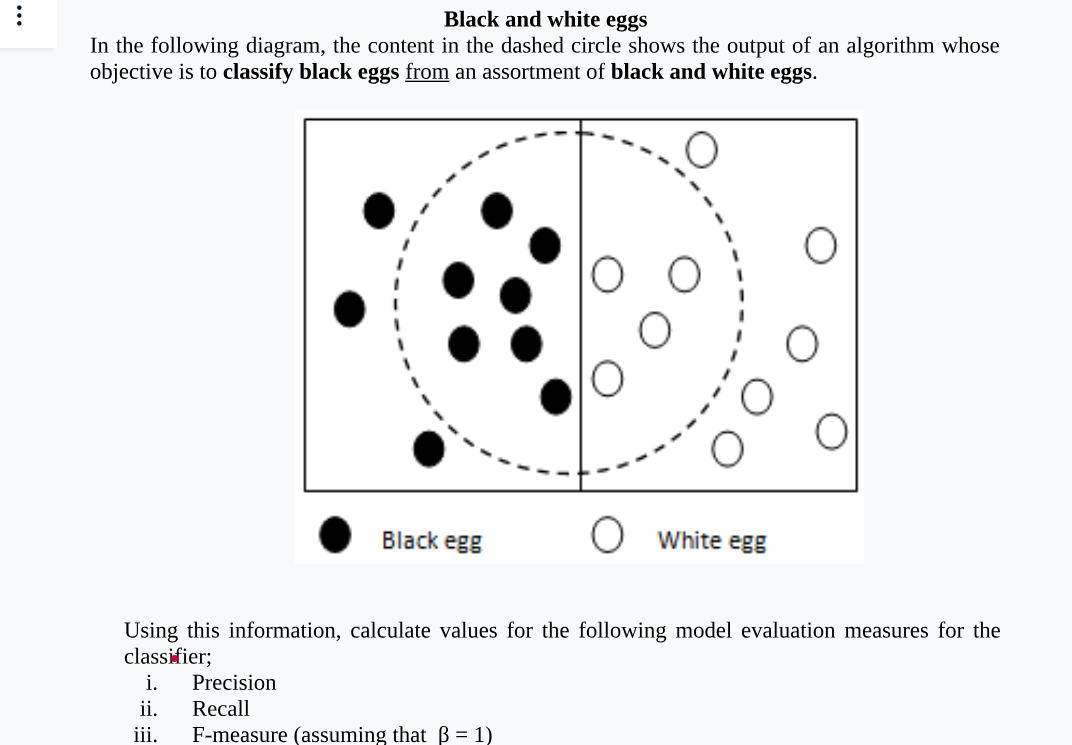 Black and white eggs
In the following diagram, the content in the dashed circle shows the output of an algorithm whose
objective is to classify black eggs from an assortment of black and white eggs.
Black egg
White egg
Using this information, calculate values for the following model evaluation measures for the
classifier;
i. Precision
ii. Recall
iii. F-measure (assuming that β = 1)